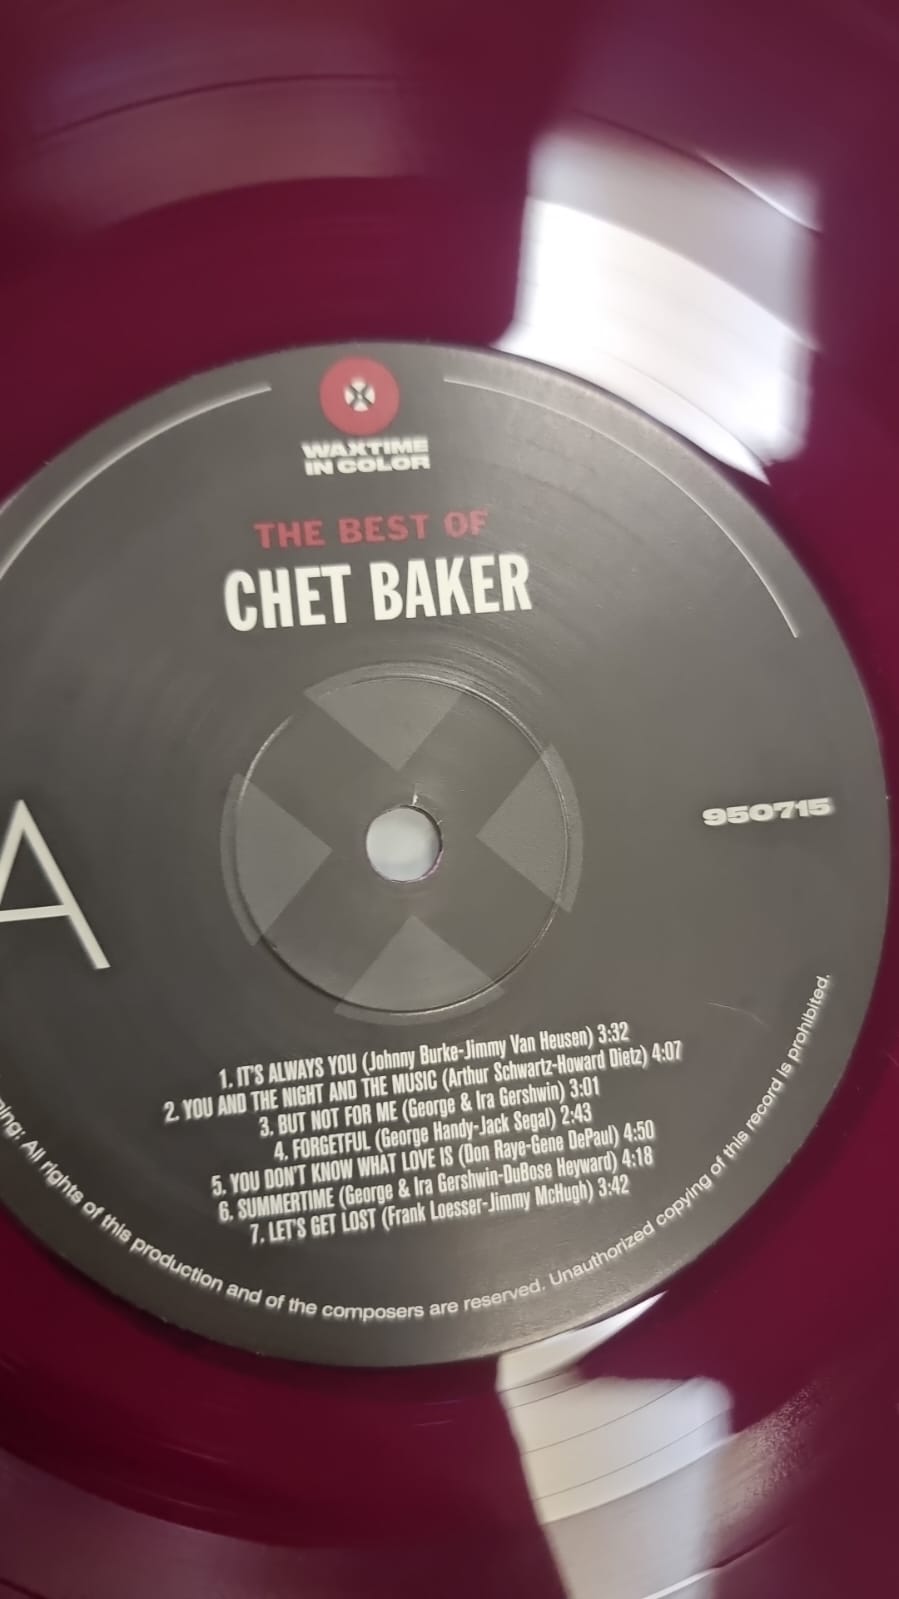 WAXTIME
IN COLOR
THE BEST OF
CHET BAKER
A
950715
1. IT'S ALWAYS YOU (Johnny Burke-Jimmy Van Heusen) 3:32
2. YOU AND THE NIGHT AND THE MUSIC (Arthur Schwartz-Howard Dietz) 4:07
3. BUT NOT FOR ME (George & Ira Gershwin) 3:01
4. FORGETFUL (George Handy-Jack Segal) 2:43
5. YOU DON'T KNOW WHAT LOVE IS (Don Raye-Gene DePaul) 4:50
6. SUMMERTIME (George & Ira Gershwin-DuBose Heyward) 4:18
7. LET'S GET LOST (Frank Loesser-Jimmy McHugh) 3:42
All rights of this production and of the composers are reserved. Unauthorized copying of this record is prohibited.